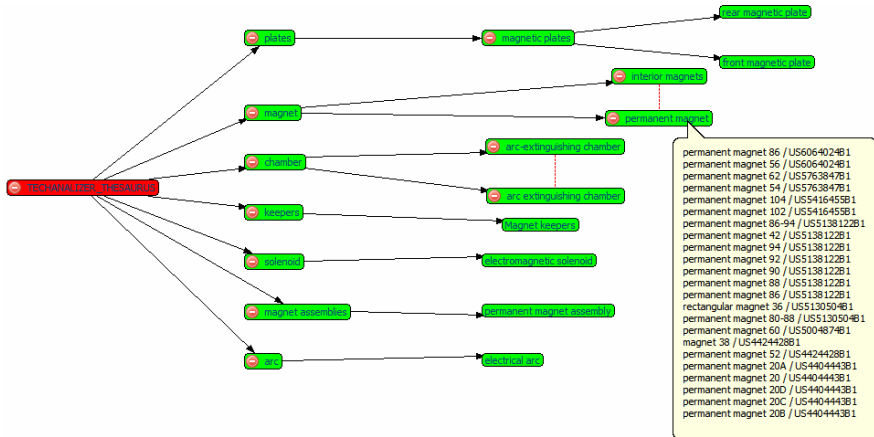 rear magnetic plate
plates
magnetic plates
front magnetic plate
interior magnets
magnet
permanent magnet
arc-extinguishing chamber
chamber
TECHANALIZER_THESAURUS
arc extinguishing chamber
keepers
Magnet keepers
solenoid
electromagnetic solenoid
magnet assemblies
permanent magnet assembly
arc
electrical arc
permanent magnet 86 / US6064024B1
permanent magnet 56 / US6064024B1
permanent magnet 62 / US5763847B1
permanent magnet 54 / US5763847B1
permanent magnet 104 / US5416455B1
permanent magnet 102 / US5416455B1
permanent magnet 86-94 / US5138122B1
permanent magnet 42 / US5138122B1
permanent magnet 94 / US5138122B1
permanent magnet 92 / US5138122B1
permanent magnet 90 / US5138122B1
permanent magnet 88 / US5138122B1
permanent magnet 86 / US5138122B1
rectangular magnet 36 / US5130504B1
permanent magnet 80-88 / US5130504B1
permanent magnet 60 / US5004874B1
magnet 38 / US4424428B1
permanent magnet 52 / US4424428B1
permanent magnet 20A / US4404443B1
permanent magnet 20 / US4404443B1
permanent magnet 20D / US4404443B1
permanent magnet 20C / US4404443B1
permanent magnet 20B / US4404443B1